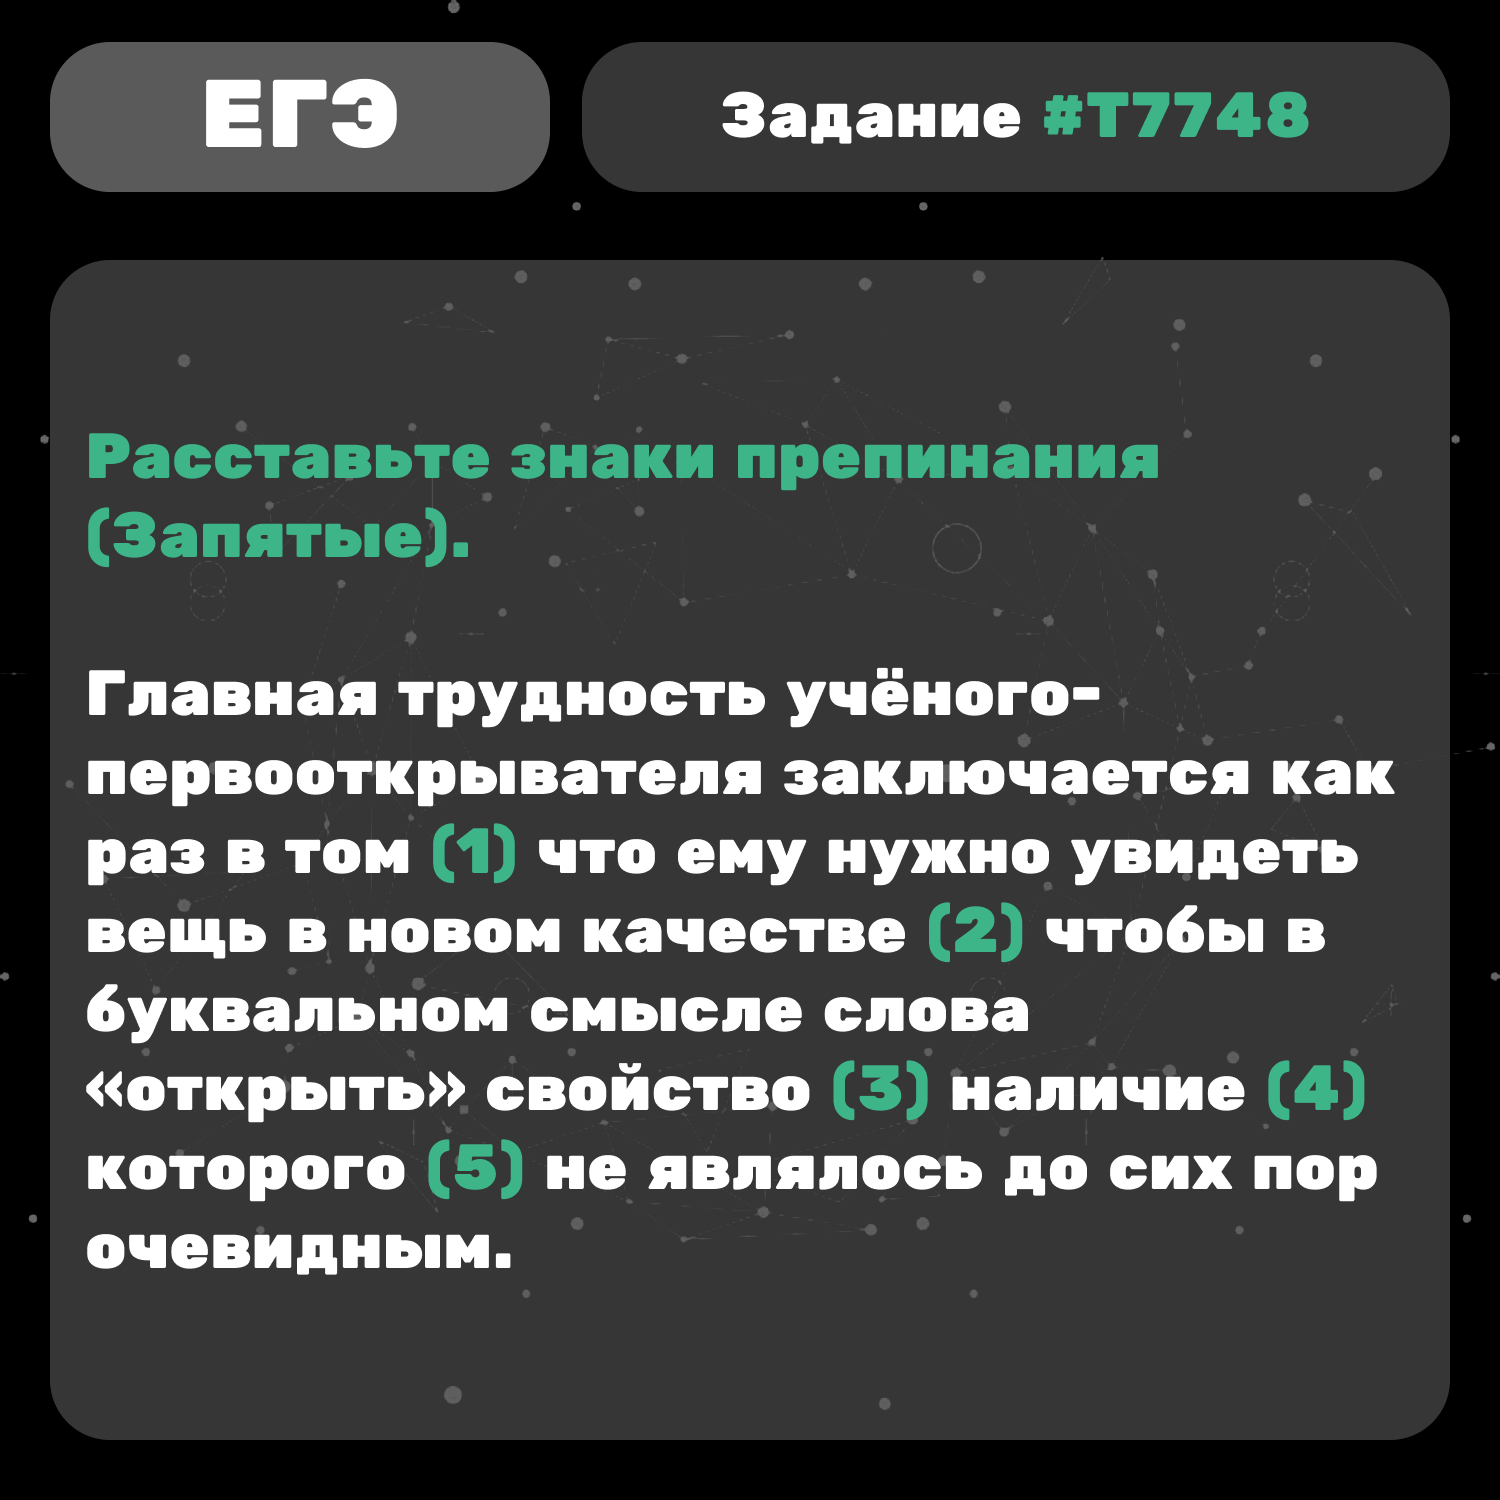 ЕГЭ
Задание #T7748
Расставьте знаки препинания
(Запятые).
Главная трудность учёного-
первооткрывателя заключается как
раз в том (1) что ему нужно увидеть
вещь в новом качестве (2) чтобы в
буквальном смысле слова
«открыть» свойство (3) наличие (4)
которого (5) не являлось до сих пор
очевидным.